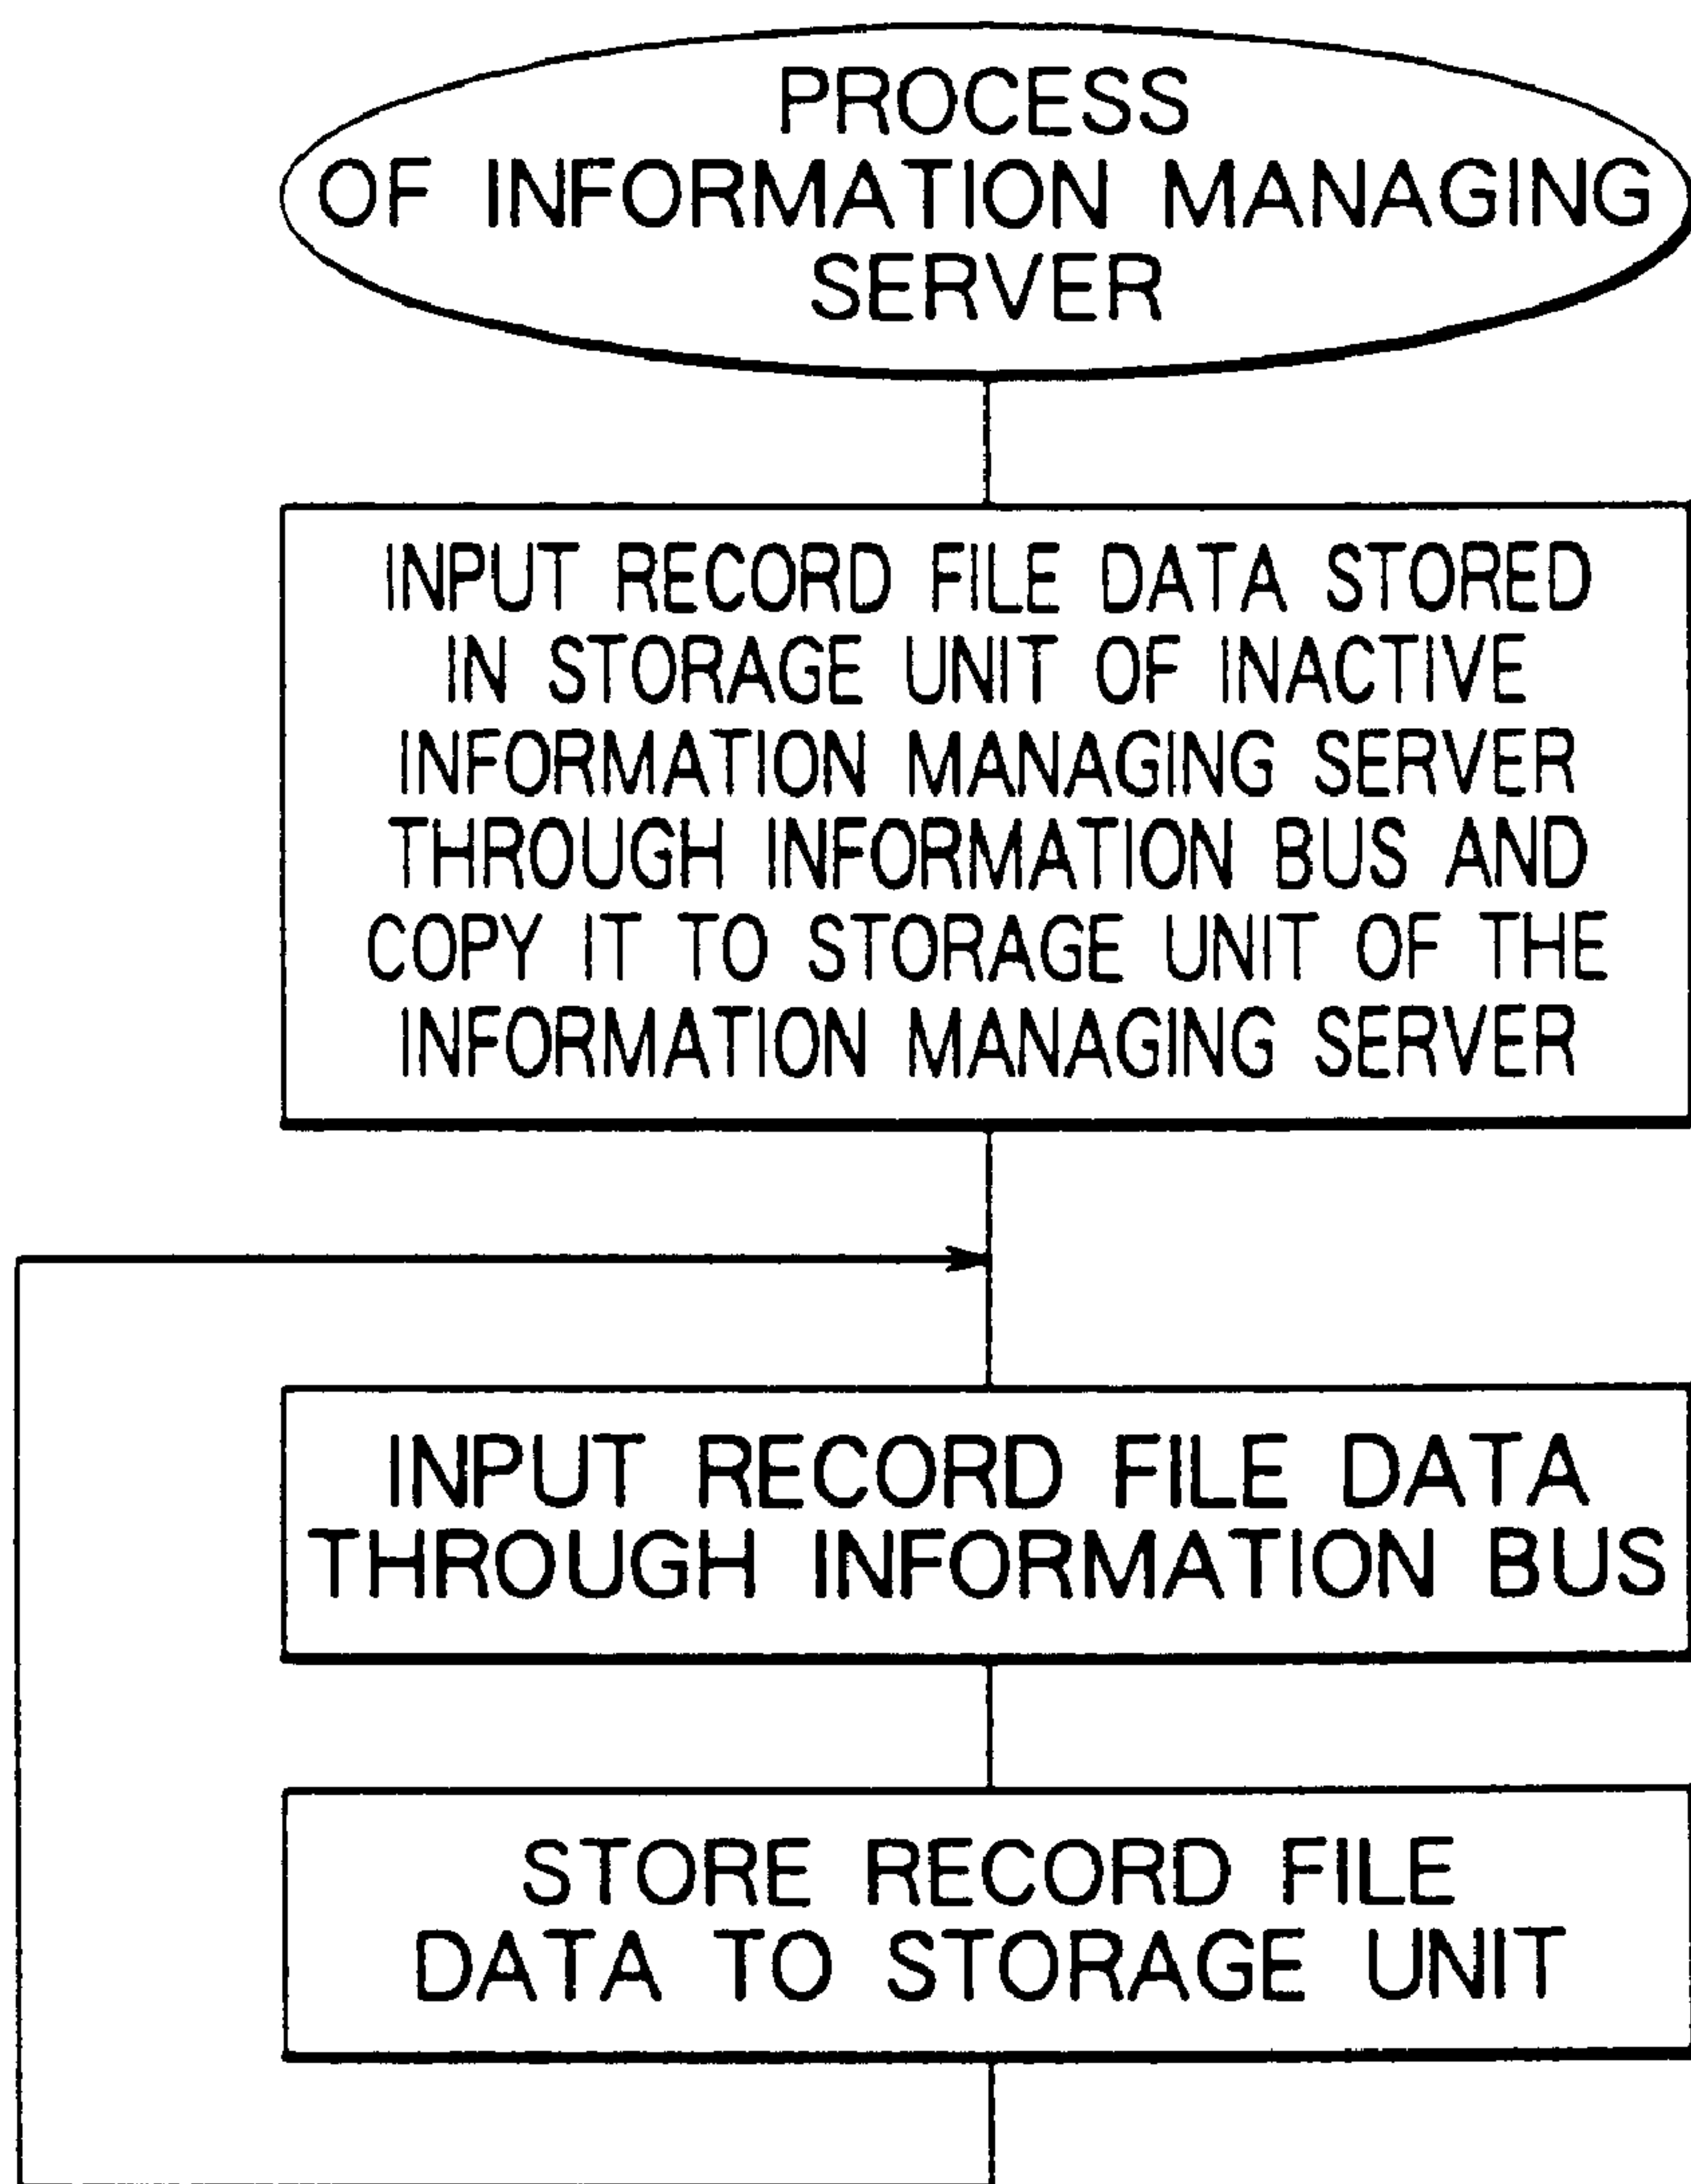 PROCESS
OF INFORMATION MANAGING
SERVER
INPUT RECORD FILE DATA STORED
IN STORAGE UNIT OF INACTIVE
INFORMATION MANAGING SERVER
THROUGH INFORMATION BUS AND
COPY IT TO STORAGE UNIT OF THE
INFORMATION MANAGING SERVER
INPUT RECORD FILE DATA
THROUGH INFORMATION BUS
STORE RECORD FILE
DATA TO STORAGE UNIT